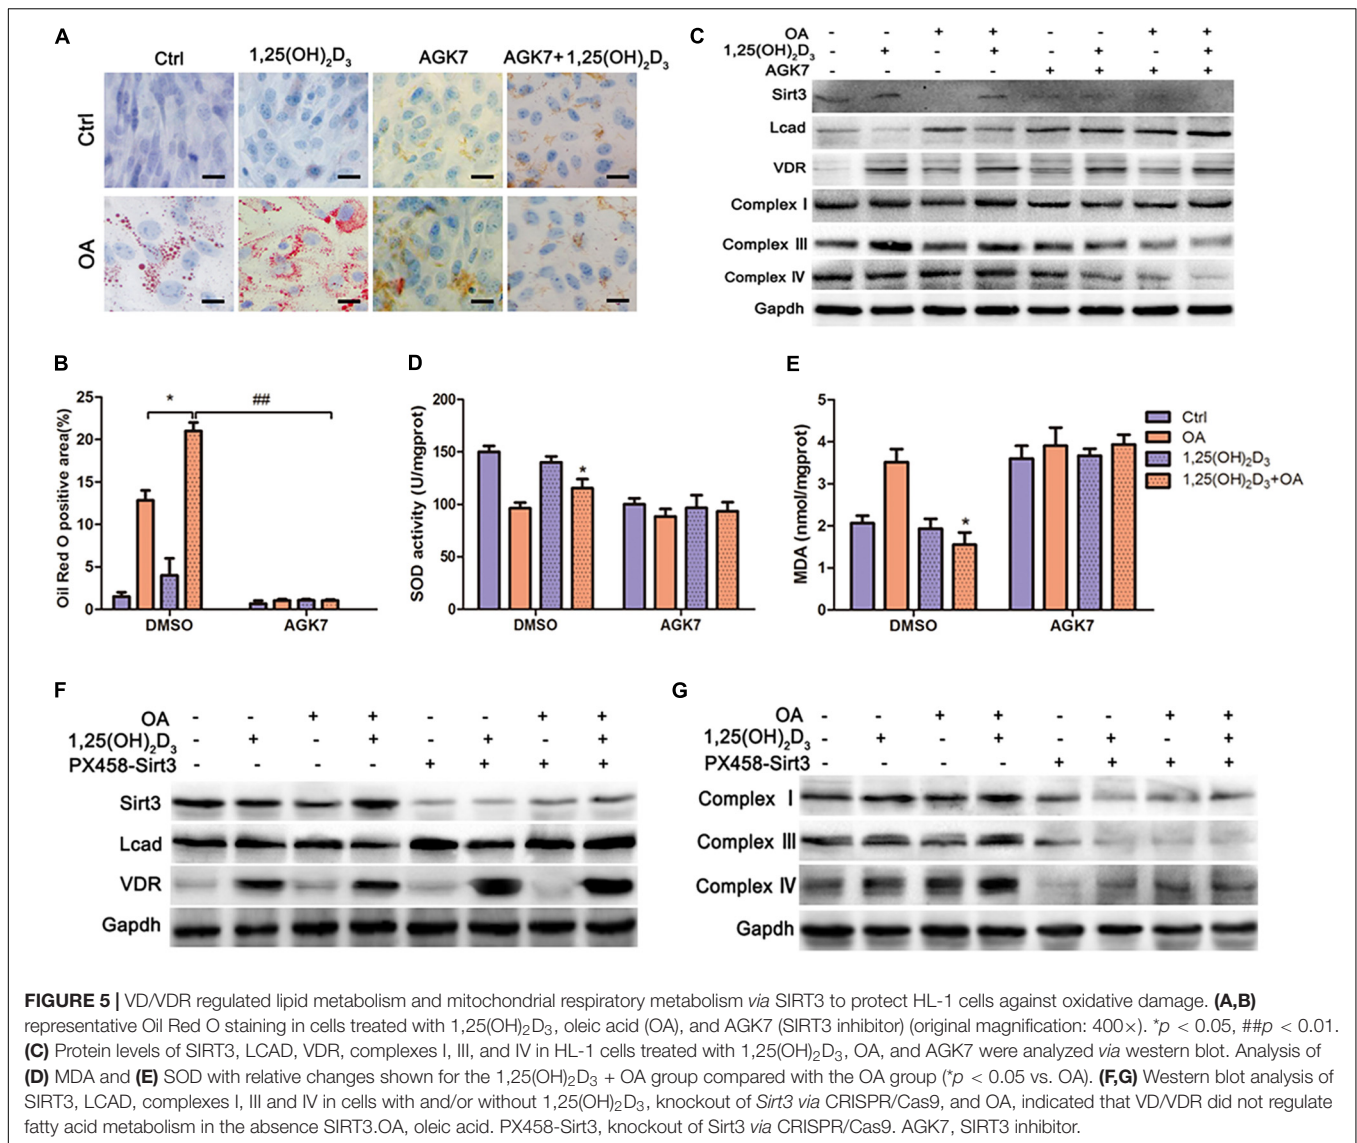 A
Ctrl 1,25(OH)₂D₃ AGK7 AGK7+1,25(OH)₂D₃
Ctrl
OA
C
OA - - + + - - + +
1,25(OH)₂D₃ - + - + - + - +
AGK7 - - - - + + + +
Sirt3
Lcad
VDR
Complex I
Complex III
Complex IV
Gapdh
B
Oil Red O positive area(%)
25
20
15
10
5
0
* ##
DMSO AGK7
D
SOD activity (U/mgprot)
200
150
100
50
0
*
DMSO AGK7
E
MDA (nmol/mgprot)
5
4
3
2
1
0
*
DMSO AGK7
Ctrl
OA
1,25(OH)₂D₃
1,25(OH)₂D₃+OA
F
OA - - + + - - + +
1,25(OH)₂D₃ - + - + - + - +
PX458-Sirt3 - - - - + + + +
Sirt3
Lcad
VDR
Gapdh
G
OA - - + + - - + +
1,25(OH)₂D₃ - + - + - + - +
PX458-Sirt3 - - - - + + + +
Complex I
Complex III
Complex IV
Gapdh
FIGURE 5 | VD/VDR regulated lipid metabolism and mitochondrial respiratory metabolism via SIRT3 to protect HL-1 cells against oxidative damage. (A,B)
representative Oil Red O staining in cells treated with 1,25(OH)₂D₃, oleic acid (OA), and AGK7 (SIRT3 inhibitor) (original magnification: 400×). *p < 0.05, ##p < 0.01.
(C) Protein levels of SIRT3, LCAD, VDR, complexes I, III, and IV in HL-1 cells treated with 1,25(OH)₂D₃, OA, and AGK7 were analyzed via western blot. Analysis of
(D) MDA and (E) SOD with relative changes shown for the 1,25(OH)₂D₃ + OA group compared with the OA group (*p < 0.05 vs. OA). (F,G) Western blot analysis of
SIRT3, LCAD, complexes I, III and IV in cells with and/or without 1,25(OH)₂D₃, knockout of Sirt3 via CRISPR/Cas9, and OA, indicated that VD/VDR did not regulate
fatty acid metabolism in the absence SIRT3.OA, oleic acid. PX458-Sirt3, knockout of Sirt3 via CRISPR/Cas9. AGK7, SIRT3 inhibitor.